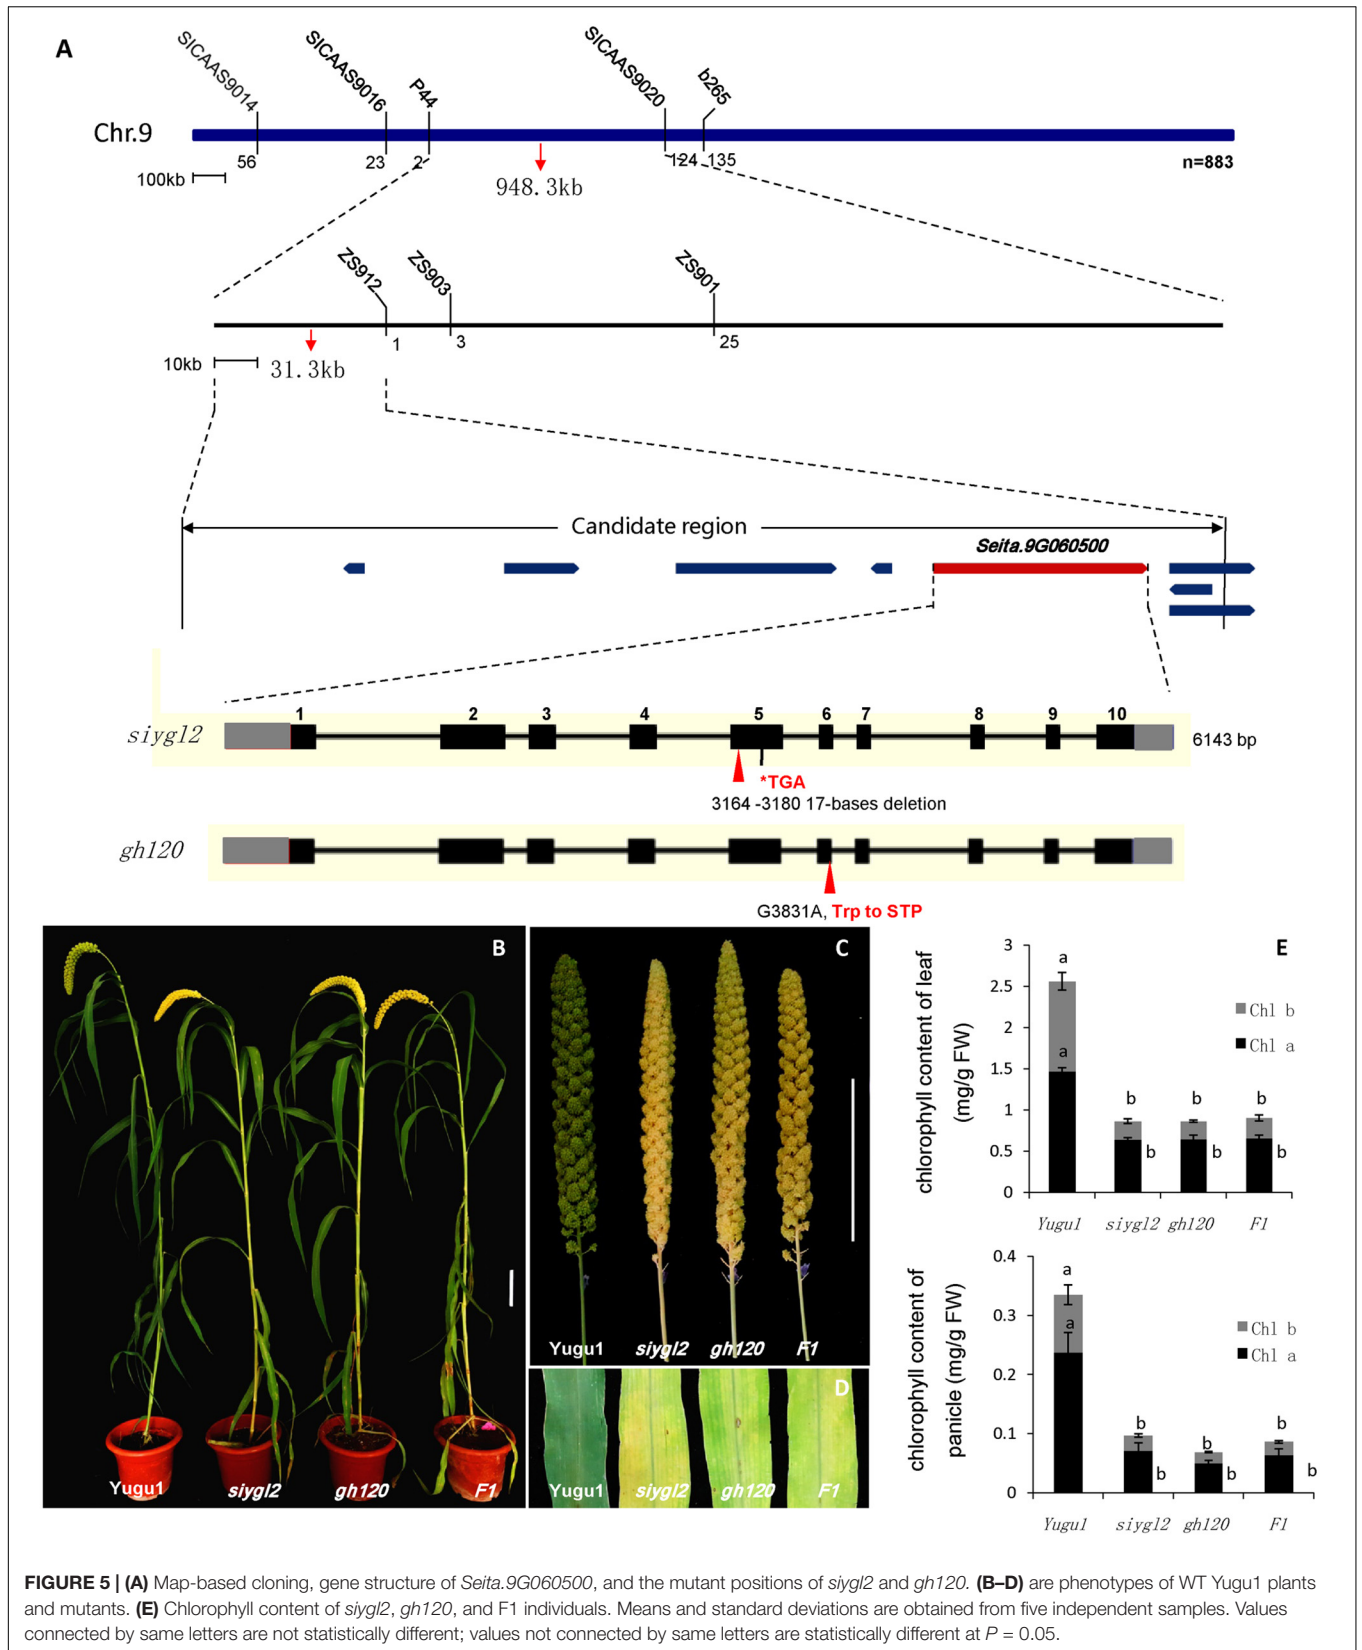 A
SICAAS9014
SICAAS9016
P44
SICAAS9020
b265
Chr.9
56
23
2
124
135
n=883
100kb
948.3kb
ZS912
ZS903
ZS901
1
3
25
10kb
31.3kb
Candidate region
Seita.9G060500
1 2 3 4 5 6 7 8 9 10
siygl2
6143 bp
*TGA
3164 -3180 17-bases deletion
gh120
G3831A, Trp to STP
B
Yugu1 siygl2 gh120 F1
C
Yugu1 siygl2 gh120 F1
D
Yugu1 siygl2 gh120 F1
E
chlorophyll content of leaf
(mg/g FW)
3
2.5
2
1.5
1
0.5
0
a
a
b b b
b b b
Chl b
Chl a
Yugu1 siygl2 gh120 F1
chlorophyll content of
panicle (mg/g FW)
0.4
0.3
0.2
0.1
0
a
a
b b b
b b b
Chl b
Chl a
Yugu1 siygl2 gh120 F1
FIGURE 5 | (A) Map-based cloning, gene structure of Seita.9G060500, and the mutant positions of siygl2 and gh120. (B–D) are phenotypes of WT Yugu1 plants
and mutants. (E) Chlorophyll content of siygl2, gh120, and F1 individuals. Means and standard deviations are obtained from five independent samples. Values
connected by same letters are not statistically different; values not connected by same letters are statistically different at P = 0.05.